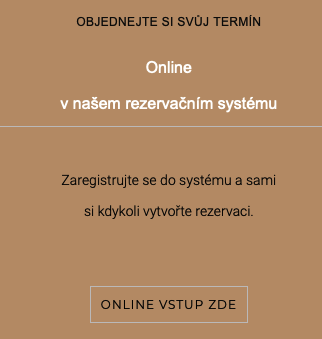 OBJEDNEJTE SI SVŮJ TERMÍN
Online
v našem rezervačním systému
Zaregistrujte se do systému a sami
si kdykoli vytvořte rezervaci.
ONLINE VSTUP ZDE